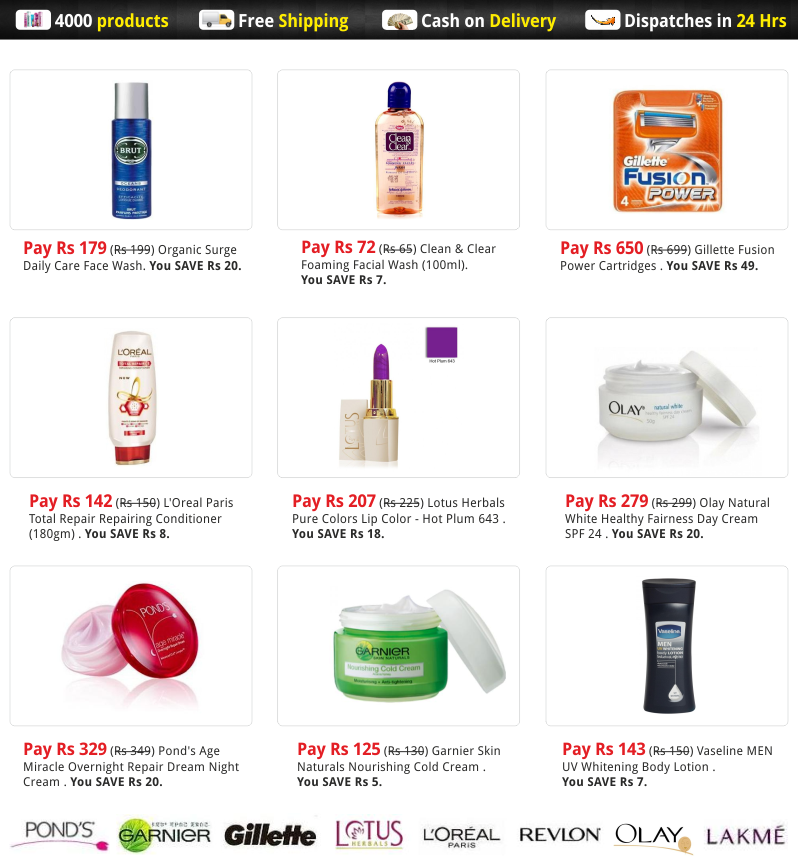 4000 products
Free Shipping
Cash on Delivery
Dispatches in 24 Hrs
BRUT
Clean &
Clear.
Gillette
Fusion
POWER
4
Pay Rs 179 (Rs 199) Organic Surge
Daily Care Face Wash. You SAVE Rs 20.
Pay Rs 72 (Rs 65) Clean & Clear
Foaming Facial Wash (100ml).
You SAVE Rs 7.
Pay Rs 650 (Rs 699) Gillette Fusion
Power Cartridges . You SAVE Rs 49.
L'ORÉAL
Hot Plum 643
LOTUS
OLAY natural white
Pay Rs 142 (Rs 150) L'Oreal Paris
Total Repair Repairing Conditioner
(180gm) . You SAVE Rs 8.
Pay Rs 207 (Rs 225) Lotus Herbals
Pure Colors Lip Color - Hot Plum 643 .
You SAVE Rs 18.
Pay Rs 279 (Rs 299) Olay Natural
White Healthy Fairness Day Cream
SPF 24 . You SAVE Rs 20.
POND'S
age miracle
GARNIER
SKIN NATURALS
Nourishing Cold Cream
Vaseline
MEN
Pay Rs 329 (Rs 349) Pond's Age
Miracle Overnight Repair Dream Night
Cream . You SAVE Rs 20.
Pay Rs 125 (Rs 130) Garnier Skin
Naturals Nourishing Cold Cream .
You SAVE Rs 5.
Pay Rs 143 (Rs 150) Vaseline MEN
UV Whitening Body Lotion .
You SAVE Rs 7.
POND'S
GARNIER
Gillette
LOTUS
HERBALS
L'ORÉAL
PARIS
REVLON
OLAY
LAKMÉ